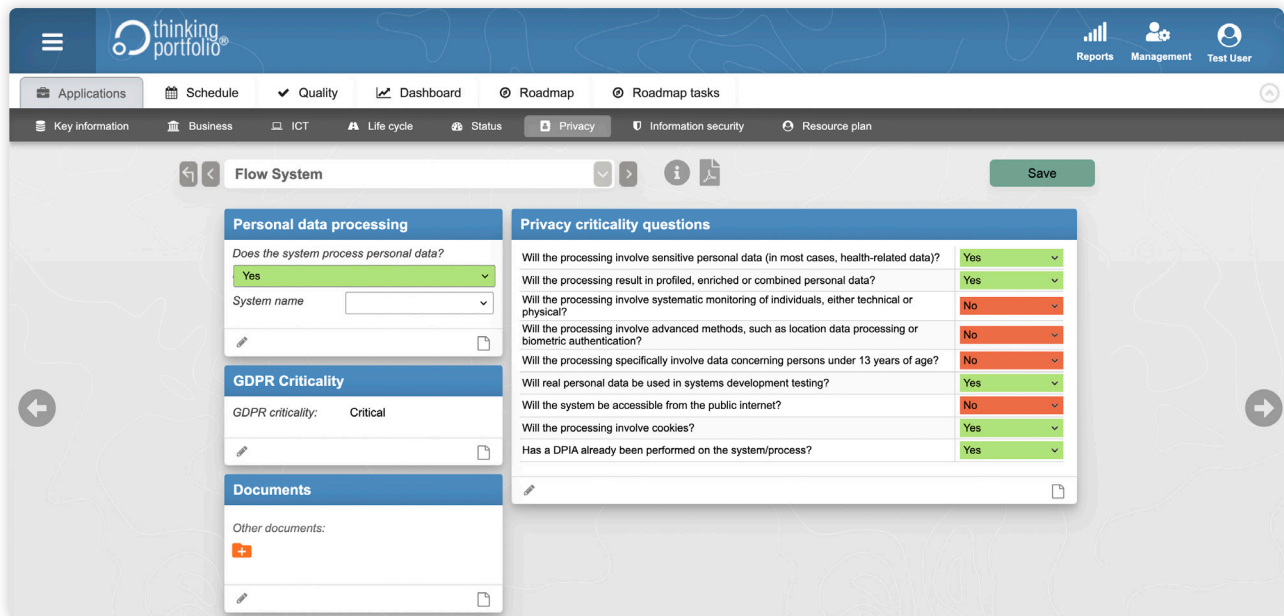 thinking
portfolio®
Reports
Management
Test User
Applications
Schedule
Quality
Dashboard
Roadmap
Roadmap tasks
Key information
Business
ICT
Life cycle
Status
Privacy
Information security
Resource plan
Flow System
Save
Personal data processing
Does the system process personal data?
Yes
System name
GDPR Criticality
GDPR criticality: Critical
Documents
Other documents:
Privacy criticality questions
Will the processing involve sensitive personal data (in most cases, health-related data)? Yes
Will the processing result in profiled, enriched or combined personal data? Yes
Will the processing involve systematic monitoring of individuals, either technical or
physical? No
Will the processing involve advanced methods, such as location data processing or
biometric authentication? No
Will the processing specifically involve data concerning persons under 13 years of age? No
Will real personal data be used in systems development testing? Yes
Will the system be accessible from the public internet? No
Will the processing involve cookies? Yes
Has a DPIA already been performed on the system/process? Yes